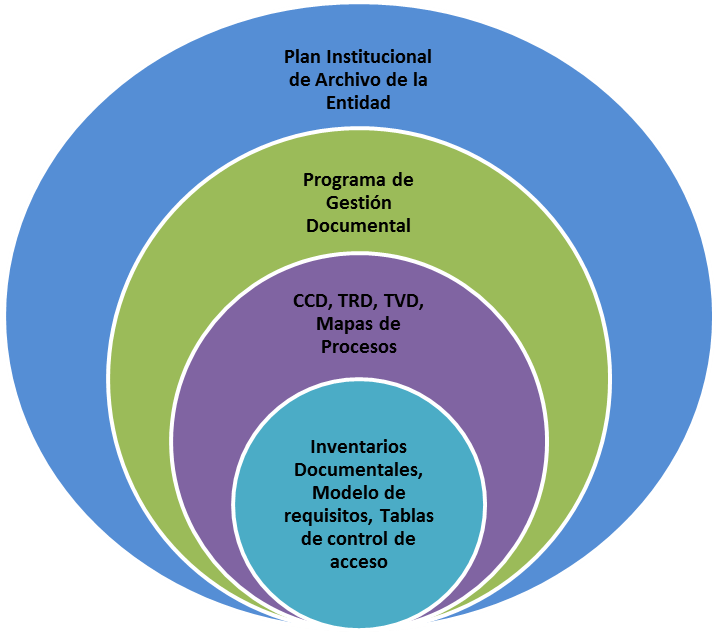 Plan Institucional
de Archivo de la
Entidad
Programa de
Gestión
Documental
CCD, TRD, TVD,
Mapas de
Procesos
Inventarios
Documentales,
Modelo de
requisitos, Tablas
de control de
acceso